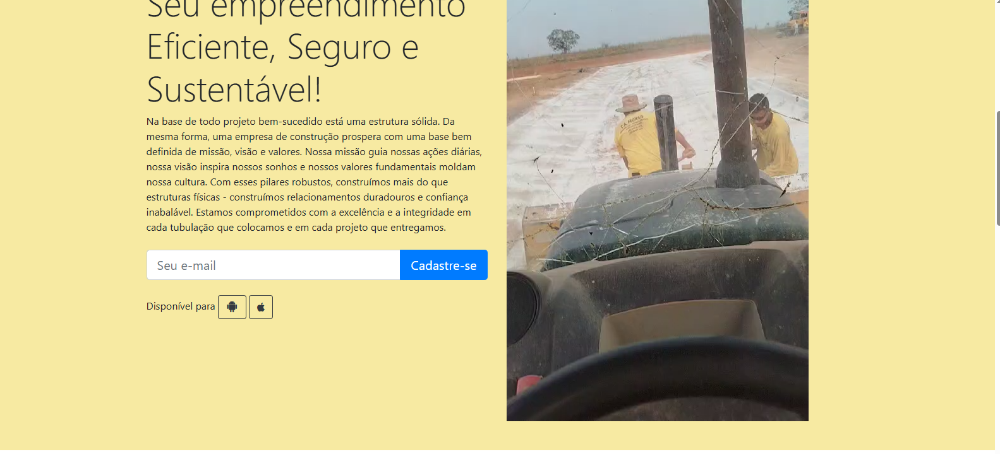 Seu empreendimento
Eficiente, Seguro e
Sustentável!
Na base de todo projeto bem-sucedido está uma estrutura sólida. Da
mesma forma, uma empresa de construção prospera com uma base bem
definida de missão, visão e valores. Nossa missão guia nossas ações diárias,
nossa visão inspira nossos sonhos e nossos valores fundamentais moldam
nossa cultura. Com esses pilares robustos, construímos mais do que
estruturas físicas - construímos relacionamentos duradouros e confiança
inabalável. Estamos comprometidos com a excelência e a integridade em
cada tubulação que colocamos e em cada projeto que entregamos.
Seu e-mail
Cadastre-se
Disponível para